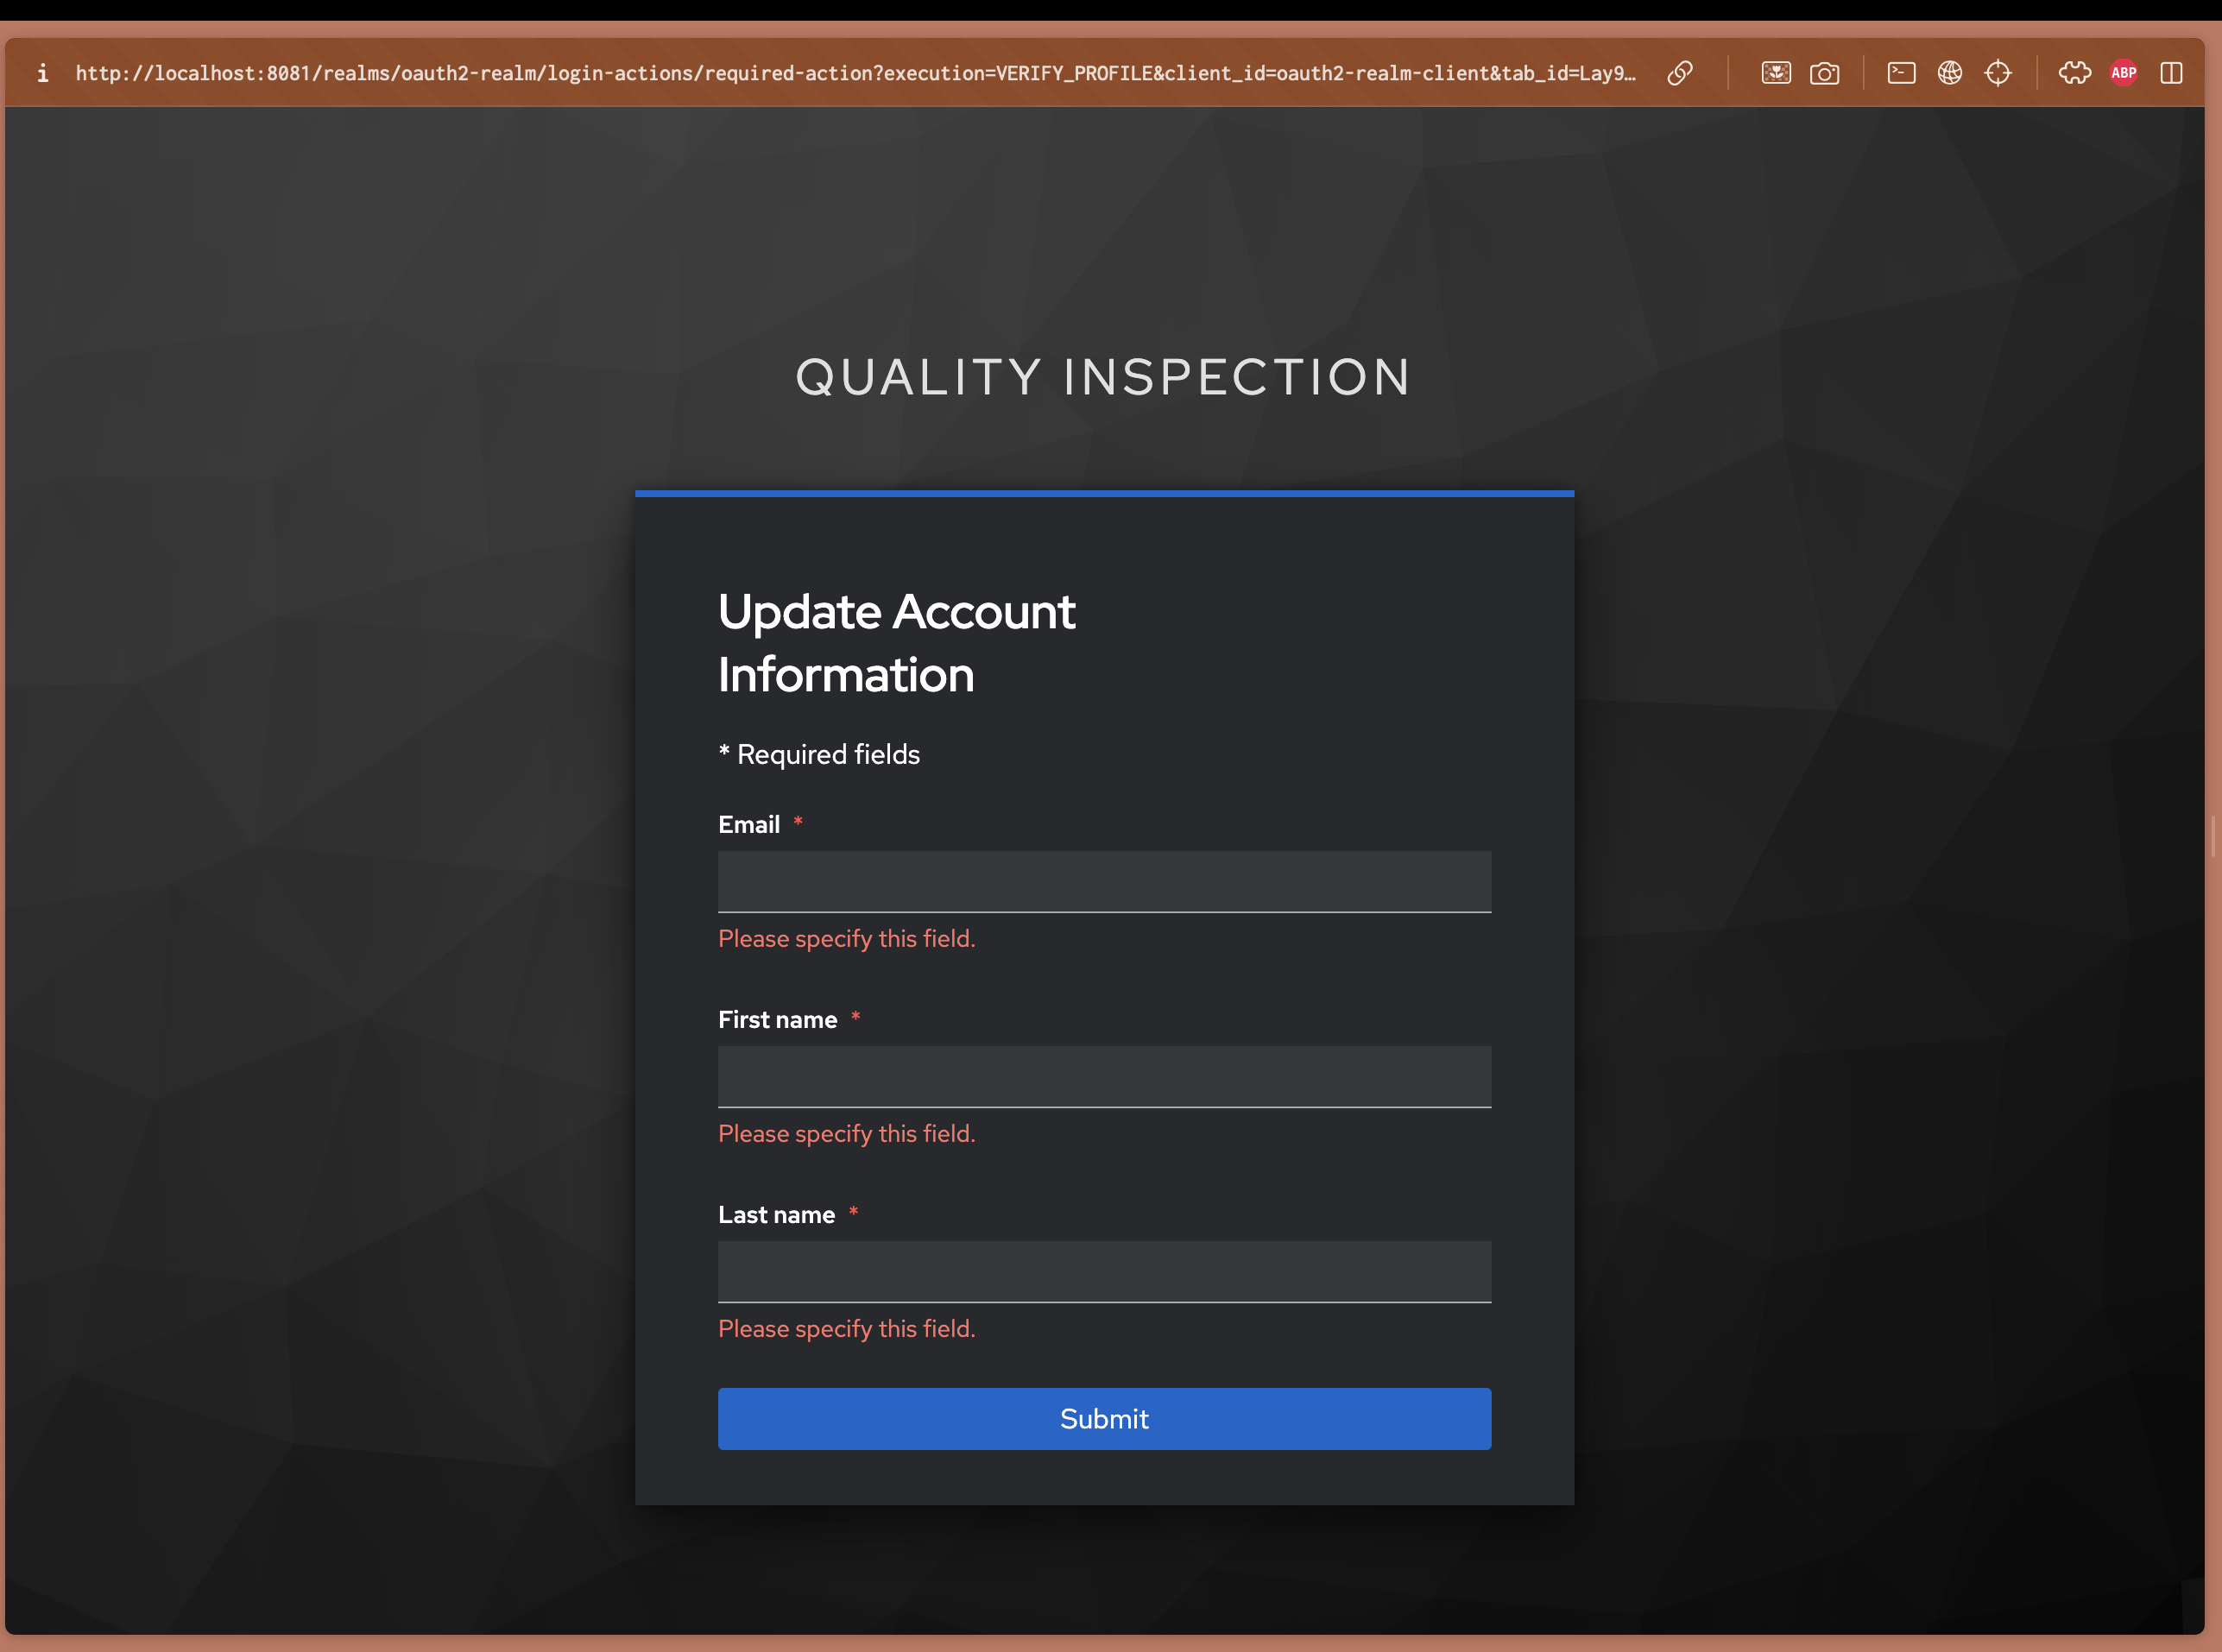 i http://localhost:8081/realms/oauth2-realm/login-actions/required-action?execution=VERIFY_PROFILE&client_id=oauth2-realm-client&tab_id=Lay9… ABP
QUALITY INSPECTION
Update Account
Information
* Required fields
Email *
Please specify this field.
First name *
Please specify this field.
Last name *
Please specify this field.
Submit